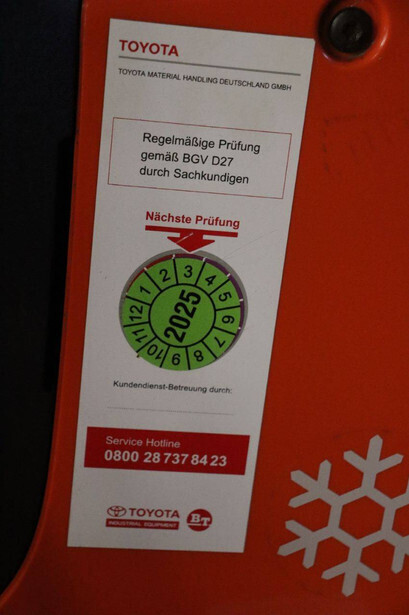 TOYOTA
TOYOTA MATERIAL HANDLING DEUTSCHLAND GMBH
Regelmäßige Prüfung
gemäß BGV D27
durch Sachkundigen
Nächste Prüfung
1 2 3 4 5 6 7 8 9 10 11 12
2025
Kundendienst-Betreuung durch:
Service Hotline
0800 28 737 84 23
TOYOTA
INDUSTRIAL EQUIPMENT
BT